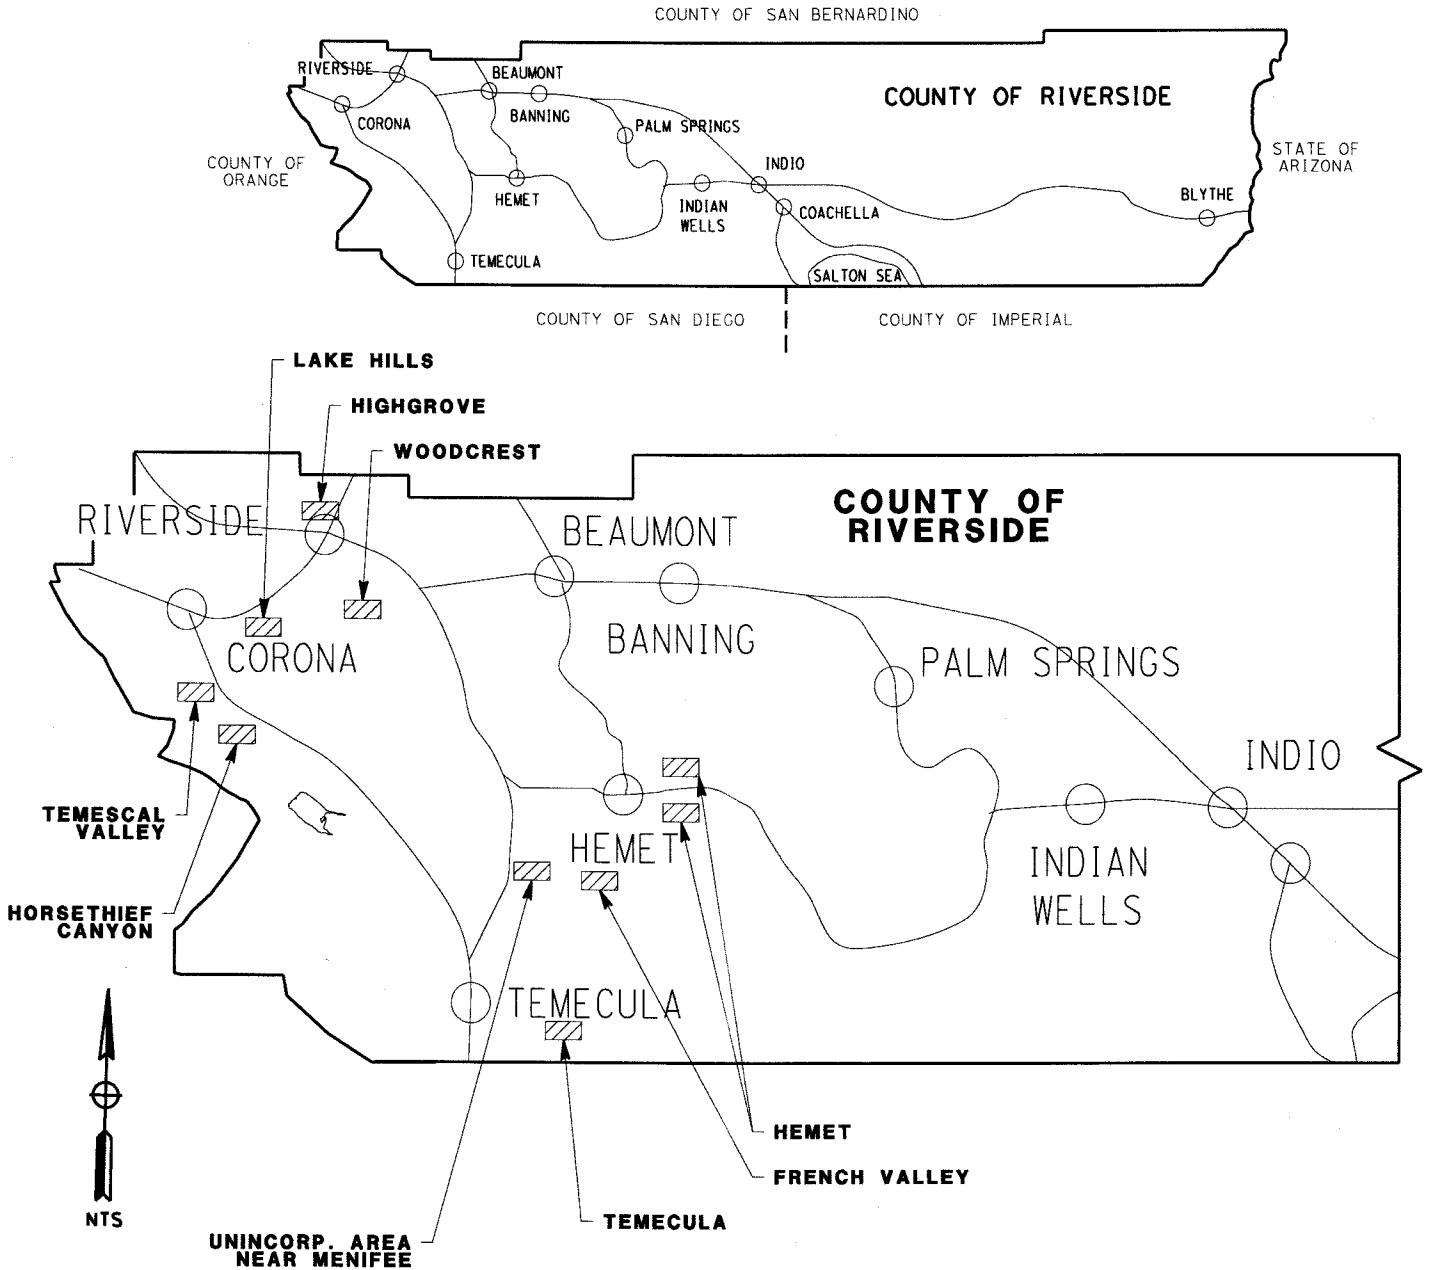 COUNTY OF SAN BERNARDINO
RIVERSIDE
BEAUMONT
COUNTY OF RIVERSIDE
BANNING
CORONA
PALM SPRINGS
COUNTY OF
ORANGE
STATE OF
ARIZONA
INDIO
HEMET
INDIAN
WELLS
COACHELLA
BLYTHE
TEMECULA
SALTON SEA
COUNTY OF SAN DIEGO
COUNTY OF IMPERIAL
LAKE HILLS
HIGHGROVE
WOODCREST
COUNTY OF
RIVERSIDE
RIVERSIDE
BEAUMONT
BANNING
CORONA
PALM SPRINGS
INDIO
TEMESCAL
VALLEY
HEMET
INDIAN
WELLS
HORSETHIEF
CANYON
TEMECULA
HEMET
FRENCH VALLEY
TEMECULA
NTS
UNINCORP. AREA
NEAR MENIFEE